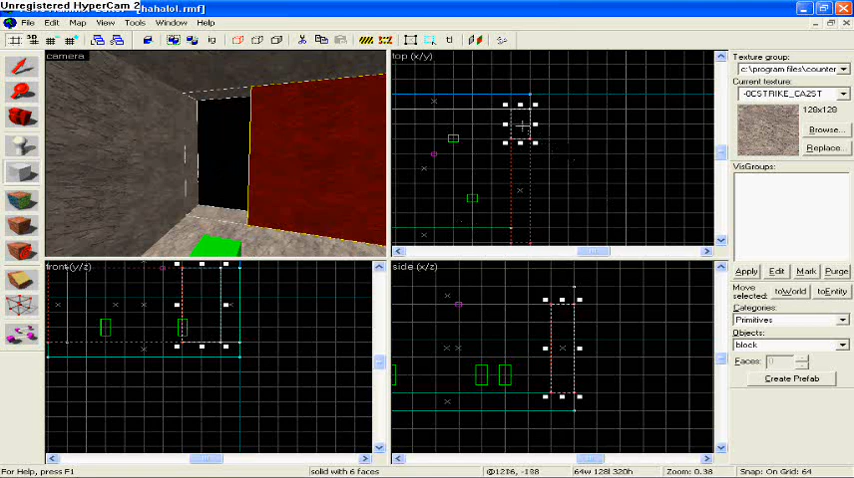 Unregistered HyperCam 2
hahalol.rmf]
File Edit Map View Tools Window Help
camera
top (x/y)
front (y/z)
side (x/z)
Texture group:
c:\program files\counter
Current texture:
-0CSTRIKE_CA2ST
128x128
Browse...
Replace...
VisGroups:
Apply Edit Mark Purge
Move selected:
toWorld toEntity
Categories:
Primitives
Objects:
block
Faces: 0
Create Prefab
For Help, press F1
solid with 6 faces
64w 128l 320h
Zoom: 0.38
Snap: On Grid: 64